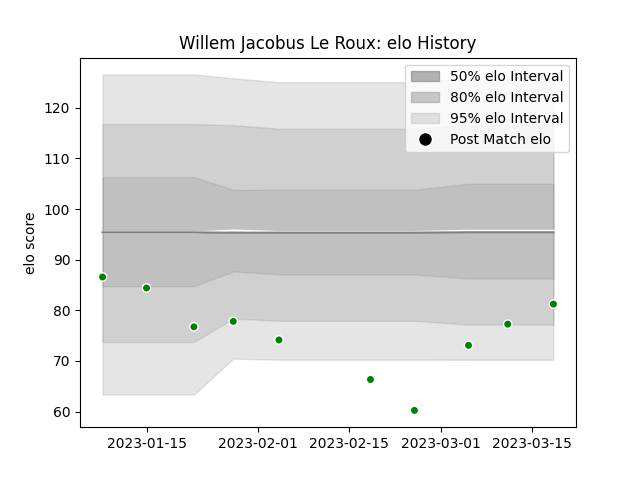 Willem Jacobus Le Roux: elo History
50% elo Interval
80% elo Interval
95% elo Interval
Post Match elo
elo score
120
110
100
90
80
70
60
2023-01-15
2023-02-01
2023-02-15
2023-03-01
2023-03-15